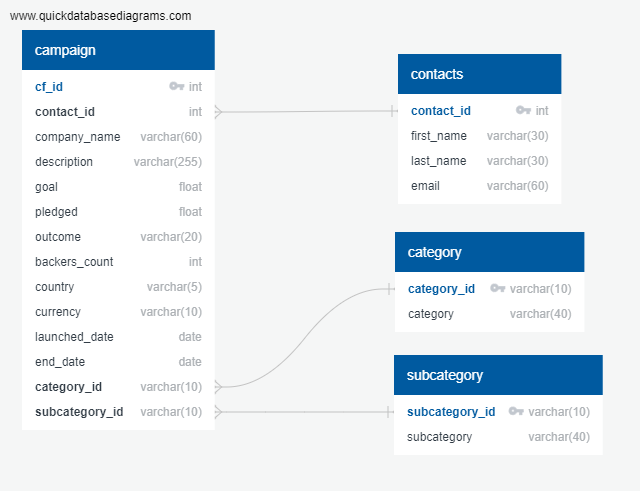 www.quickdatabasediagrams.com
campaign
cf_id int
contact_id int
company_name varchar(60)
description varchar(255)
goal float
pledged float
outcome varchar(20)
backers_count int
country varchar(5)
currency varchar(10)
launched_date date
end_date date
category_id varchar(10)
subcategory_id varchar(10)
contacts
contact_id int
first_name varchar(30)
last_name varchar(30)
email varchar(60)
category
category_id varchar(10)
category varchar(40)
subcategory
subcategory_id varchar(10)
subcategory varchar(40)